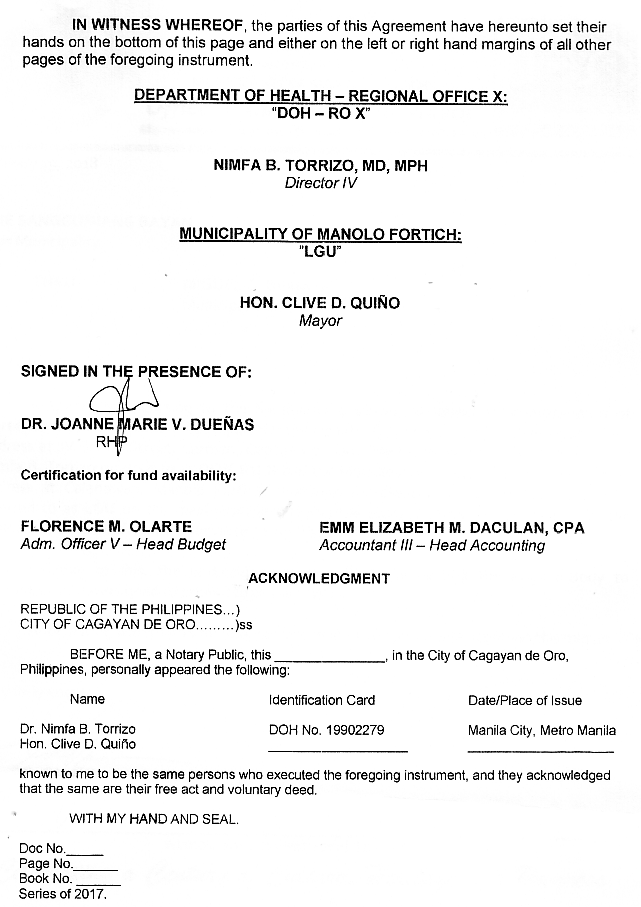 IN WITNESS WHEREOF, the parties of this Agreement have hereunto set their
hands on the bottom of this page and either on the left or right hand margins of all other
pages of the foregoing instrument.
DEPARTMENT OF HEALTH – REGIONAL OFFICE X:
"DOH – RO X"
NIMFA B. TORRIZO, MD, MPH
Director IV
MUNICIPALITY OF MANOLO FORTICH:
"LGU"
HON. CLIVE D. QUIÑO
Mayor
SIGNED IN THE PRESENCE OF:
DR. JOANNE MARIE V. DUEÑAS
RHP
Certification for fund availability:
FLORENCE M. OLARTE EMM ELIZABETH M. DACULAN, CPA
Adm. Officer V – Head Budget Accountant III – Head Accounting
ACKNOWLEDGMENT
REPUBLIC OF THE PHILIPPINES...)
CITY OF CAGAYAN DE ORO.........)ss
BEFORE ME, a Notary Public, this _______________, in the City of Cagayan de Oro,
Philippines, personally appeared the following:
Name Identification Card Date/Place of Issue
Dr. Nimfa B. Torrizo DOH No. 19902279 Manila City, Metro Manila
Hon. Clive D. Quiño ___________________ ____________________
known to me to be the same persons who executed the foregoing instrument, and they acknowledged
that the same are their free act and voluntary deed.
WITH MY HAND AND SEAL.
Doc No._____
Page No.______
Book No. ______
Series of 2017.